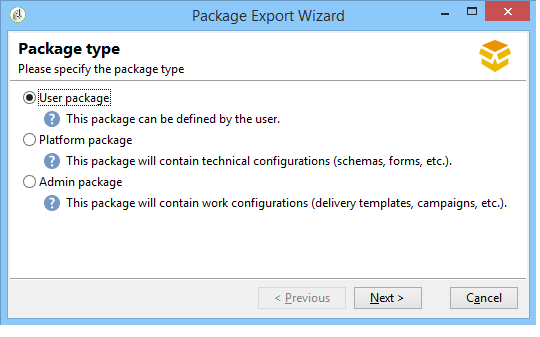 Package Export Wizard
Package type
Please specify the package type
User package
? This package can be defined by the user.
Platform package
? This package will contain technical configurations (schemas, forms, etc.).
Admin package
? This package will contain work configurations (delivery templates, campaigns, etc.).
< Previous Next > Cancel